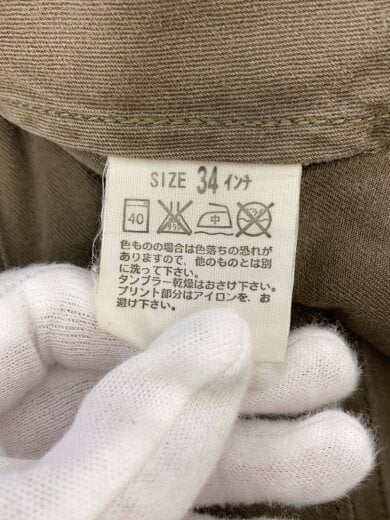 SIZE 34 インチ
40 中
色ものの場合は色落ちの恐れが
ありますので、他のものとは別
に洗って下さい。
タンブラー乾燥はおさけ下さい。
プリント部分はアイロンを、お
避け下さい。